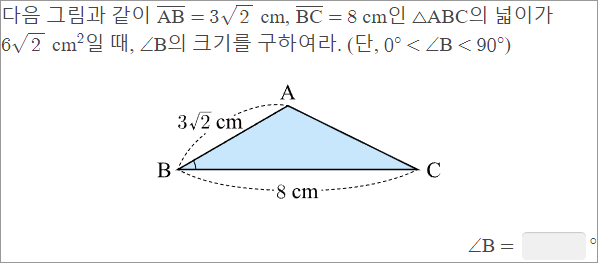 다음 그림과 같이 AB = 3√2 cm, BC = 8 cm인 △ABC의 넓이가
6√2 cm²일 때, ∠B의 크기를 구하여라. (단, 0° < ∠B < 90°)
A
3√2 cm
B
C
8 cm
∠B = °